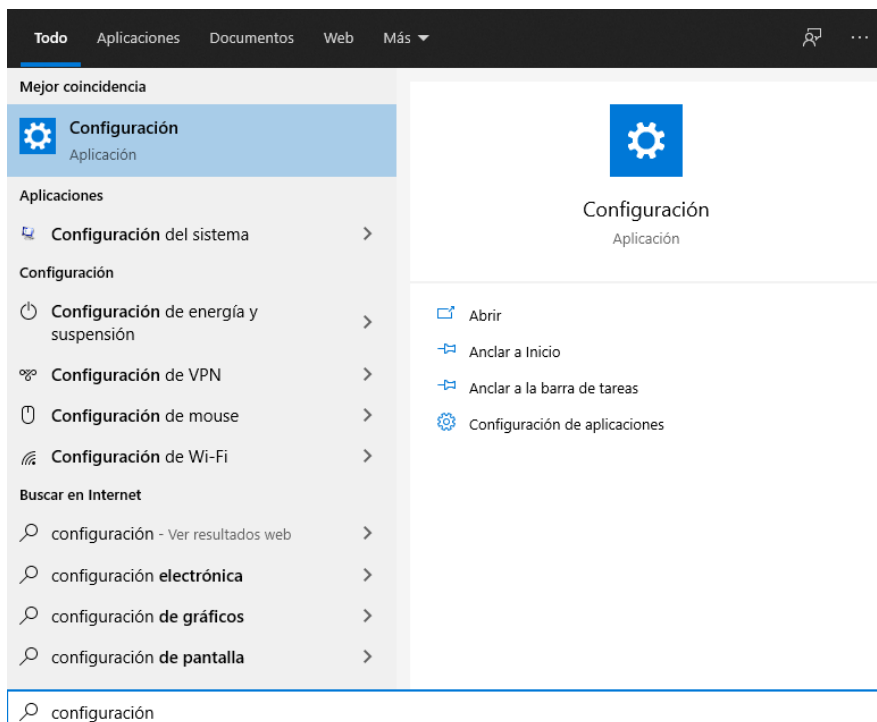 Todo Aplicaciones Documentos Web Más
Mejor coincidencia
Configuración
Aplicación
Aplicaciones
Configuración del sistema
Configuración
Configuración de energía y
suspensión
Configuración de VPN
Configuración de mouse
Configuración de Wi-Fi
Buscar en Internet
configuración - Ver resultados web
configuración electrónica
configuración de gráficos
configuración de pantalla
configuración
Configuración
Aplicación
Abrir
Anclar a Inicio
Anclar a la barra de tareas
Configuración de aplicaciones